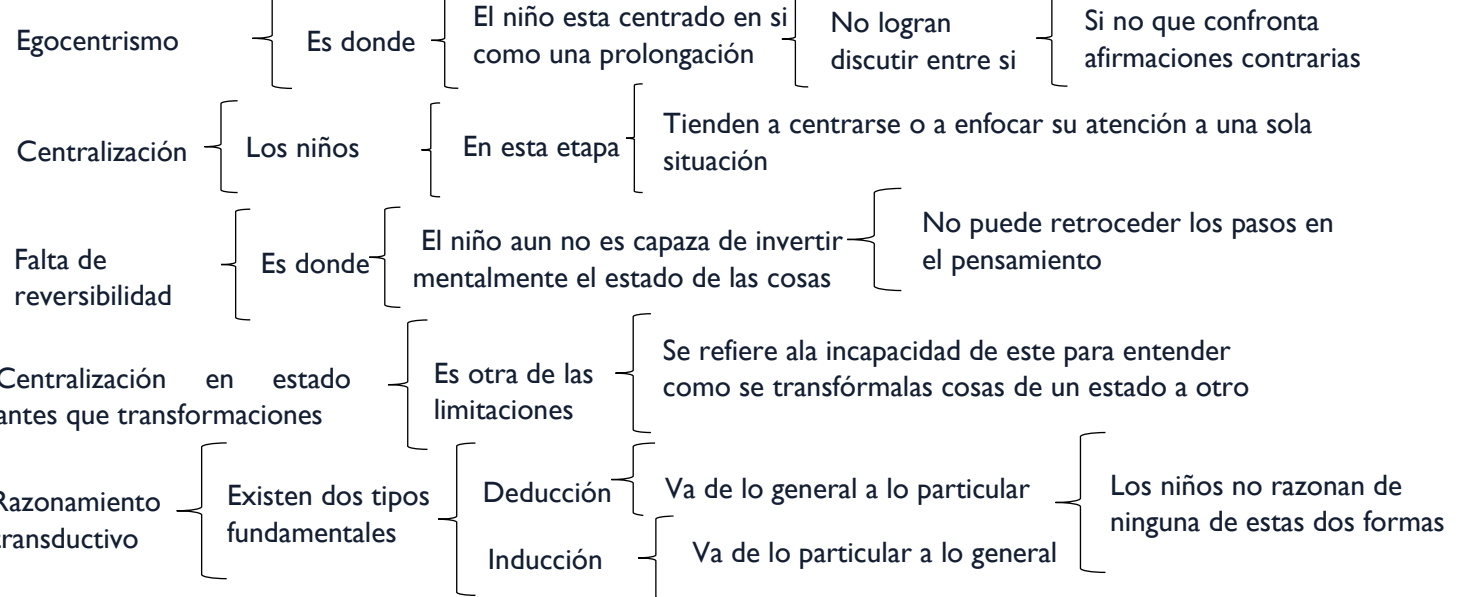 Egocentrismo
Es donde
El niño esta centrado en si
como una prolongación
No logran
discutir entre si
Si no que confronta
afirmaciones contrarias
Centralización
Los niños
En esta etapa
Tienden a centrarse o a enfocar su atención a una sola
situación
Falta de
reversibilidad
Es donde
El niño aun no es capaza de invertir
mentalmente el estado de las cosas
No puede retroceder los pasos en
el pensamiento
Centralización en estado
antes que transformaciones
Es otra de las
limitaciones
Se refiere ala incapacidad de este para entender
como se transfórmalas cosas de un estado a otro
Razonamiento
transductivo
Existen dos tipos
fundamentales
Deducción
Va de lo general a lo particular
Inducción
Va de lo particular a lo general
Los niños no razonan de
ninguna de estas dos formas